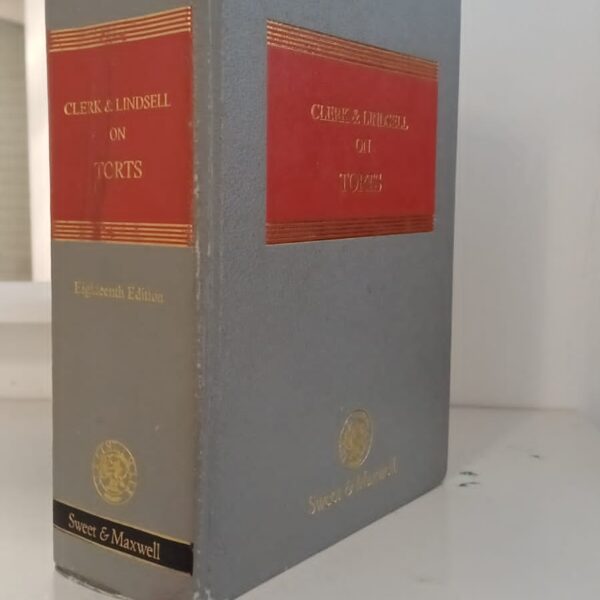 CLERK & LINDSELL
ON
TORTS
Eighteenth Edition
Sweet & Maxwell
CLERK & LINDSELL
ON
TORTS
Sweet & Maxwell